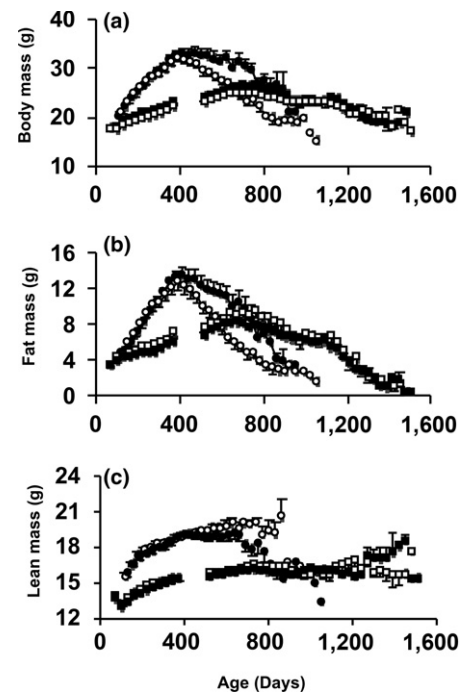 (a)
Body mass (g)
40
30
20
10
0 400 800 1,200 1,600
(b)
Fat mass (g)
16
12
8
4
0
0 400 800 1,200 1,600
(c)
Lean mass (g)
24
21
18
15
12
0 400 800 1,200 1,600
Age (Days)